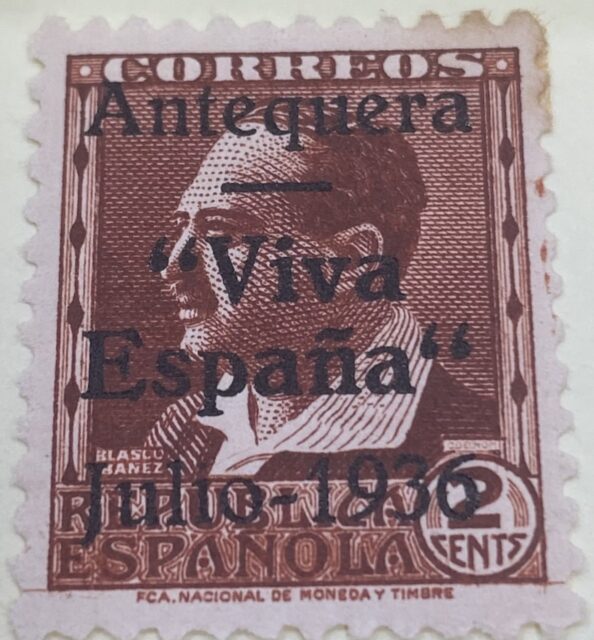 CORREOS
Antequera
“Viva
España“
BLASCO
IBAÑEZ
Julio-1936
REPUBLICA
ESPAÑOLA
2
CENTS
FCA. NACIONAL DE MONEDA Y TIMBRE